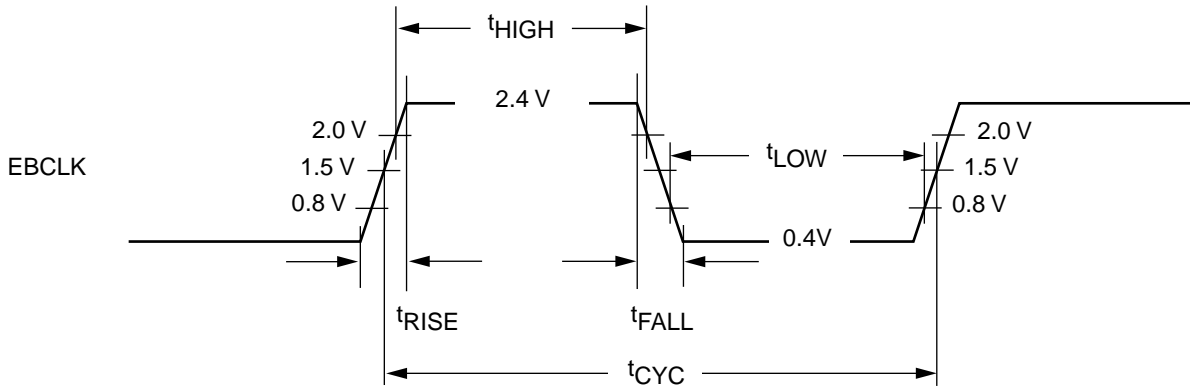 tHIGH
2.4 V
2.0 V
2.0 V
EBCLK
1.5 V
tLOW
1.5 V
0.8 V
0.8 V
0.4V
tRISE
tFALL
tCYC